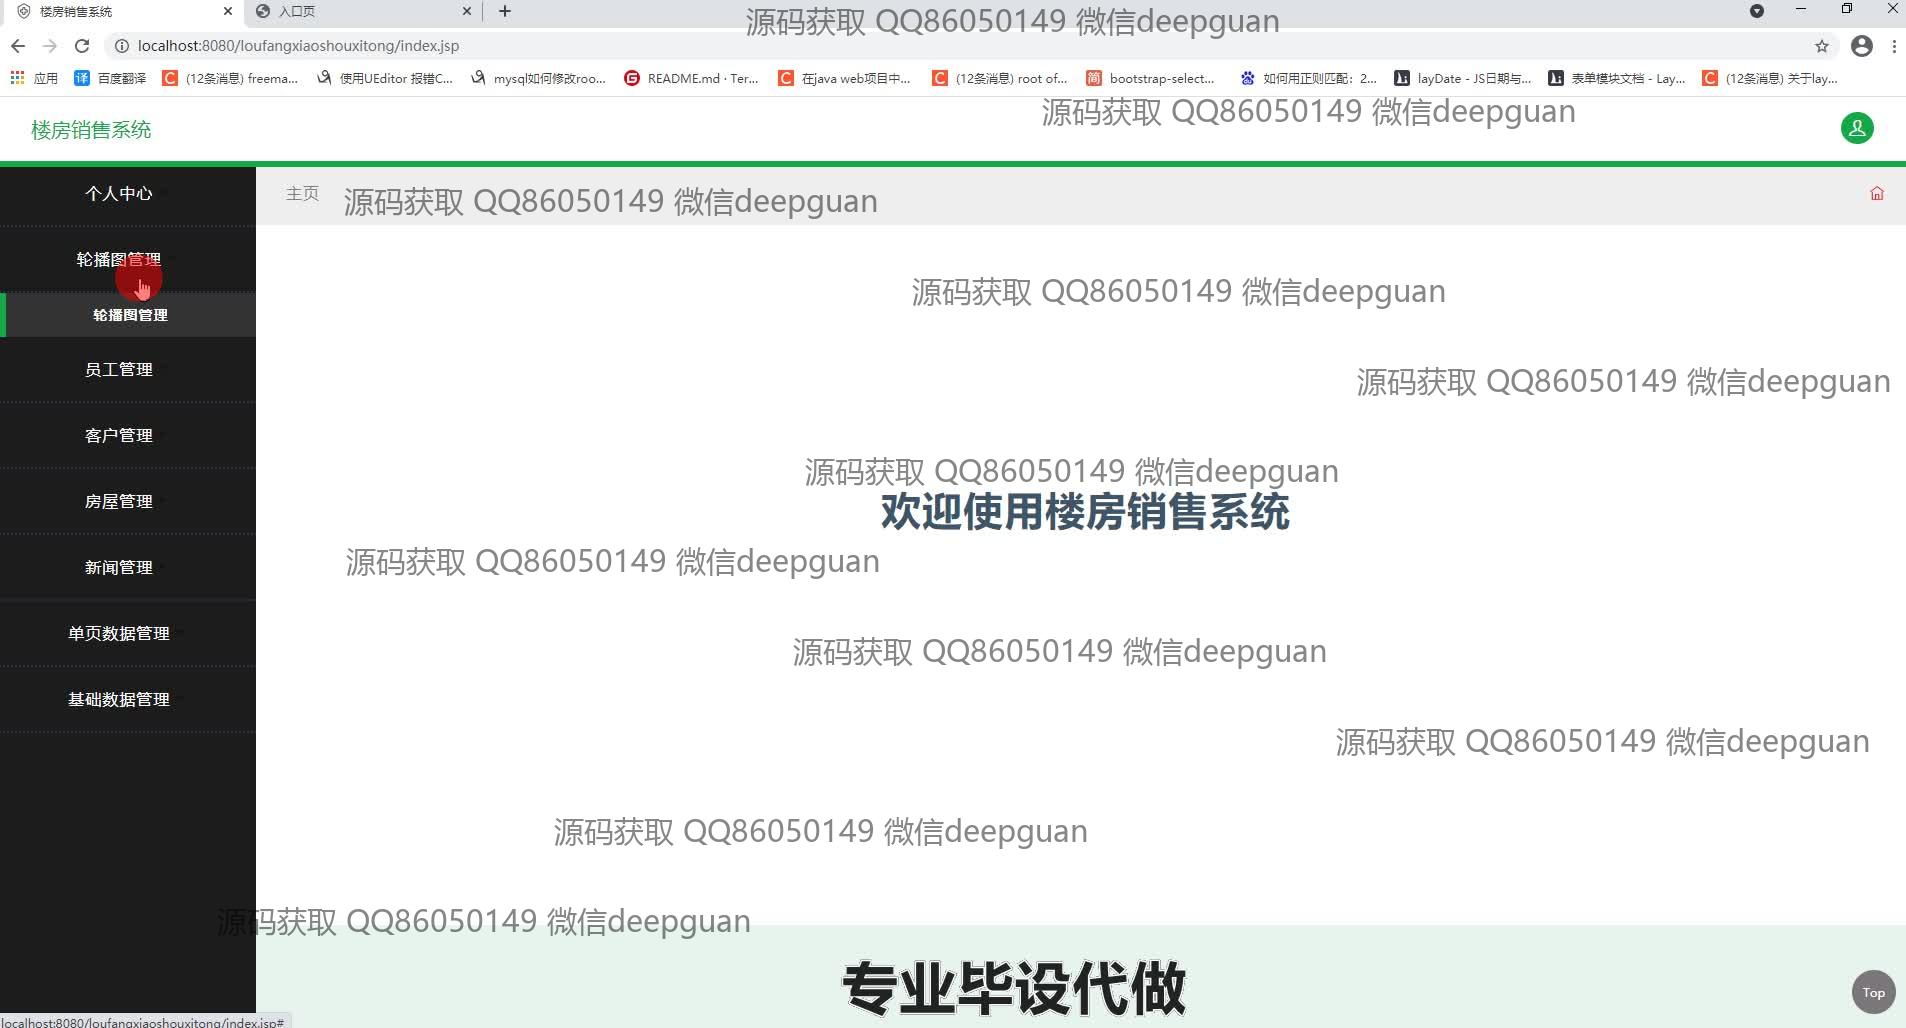 楼房销售系统
入口页
源码获取 QQ86050149 微信deepguan
localhost:8080/loufangxiaoshouxitong/index.jsp
应用 百度翻译 (12条消息) freema... 使用UEditor 报错C... mysql如何修改roo... README.md · Ter... 在java web项目中... (12条消息) root of... bootstrap-select... 如何用正则匹配：2... layDate - JS日期与... 表单模块文档 - Lay... (12条消息) 关于lay...
源码获取 QQ86050149 微信deepguan
楼房销售系统
个人中心
主页
源码获取 QQ86050149 微信deepguan
轮播图管理
源码获取 QQ86050149 微信deepguan
轮播图管理
员工管理
源码获取 QQ86050149 微信deepguan
客户管理
源码获取 QQ86050149 微信deepguan
房屋管理
欢迎使用楼房销售系统
新闻管理
源码获取 QQ86050149 微信deepguan
单页数据管理
源码获取 QQ86050149 微信deepguan
基础数据管理
源码获取 QQ86050149 微信deepguan
源码获取 QQ86050149 微信deepguan
源码获取 QQ86050149 微信deepguan
专业毕设代做
Top
localhost:8080/loufangxiaoshouxitong/index.jsp#